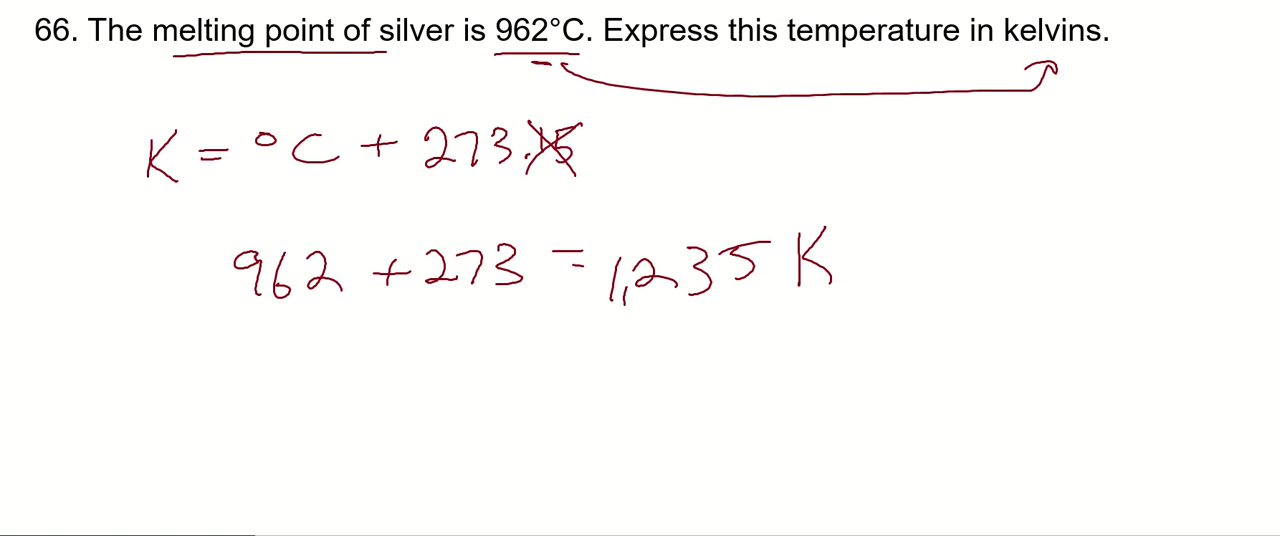 66. The melting point of silver is 962°C. Express this temperature in kelvins.
K = °C + 273.15
962 + 273 = 1,235 K